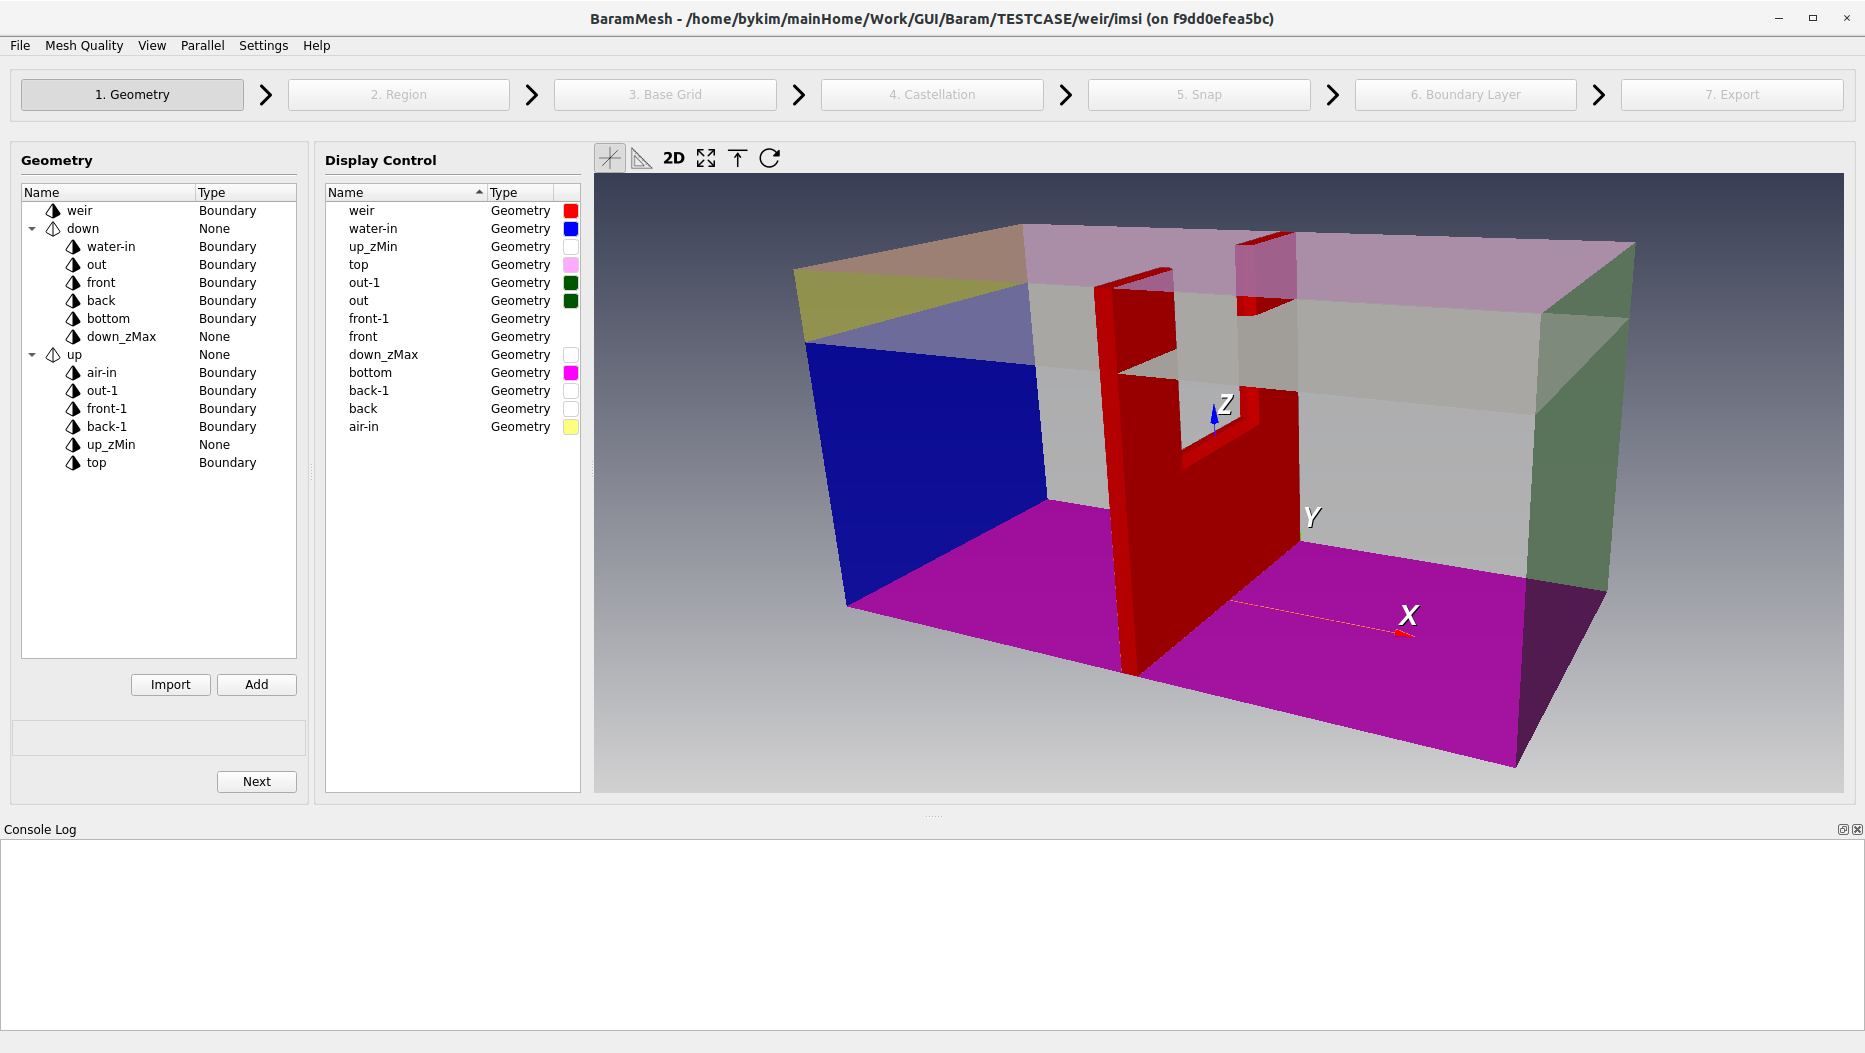 BaramMesh - /home/bykim/mainHome/Work/GUI/Baram/TESTCASE/weir/imsi (on f9dd0efea5bc)
File Mesh Quality View Parallel Settings Help
1. Geometry 2. Region 3. Base Grid 4. Castellation 5. Snap 6. Boundary Layer 7. Export
Geometry
Name Type
weir Boundary
down None
water-in Boundary
out Boundary
front Boundary
back Boundary
bottom Boundary
down_zMax None
up None
air-in Boundary
out-1 Boundary
front-1 Boundary
back-1 Boundary
up_zMin None
top Boundary
Import Add
Next
Display Control
Name Type
weir Geometry
water-in Geometry
up_zMin Geometry
top Geometry
out-1 Geometry
out Geometry
front-1 Geometry
front Geometry
down_zMax Geometry
bottom Geometry
back-1 Geometry
back Geometry
air-in Geometry
2D
Z
Y
X
Console Log